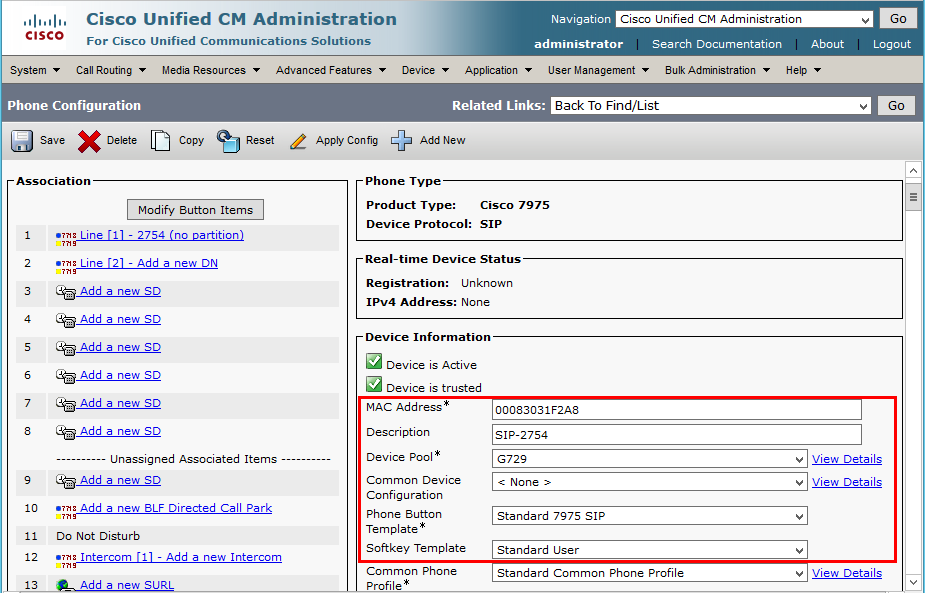 Cisco Unified CM Administration
Navigation Cisco Unified CM Administration Go
CISCO
For Cisco Unified Communications Solutions
administrator | Search Documentation | About | Logout
System Call Routing Media Resources Advanced Features Device Application User Management Bulk Administration Help
Phone Configuration
Related Links: Back To Find/List Go
Save Delete Copy Reset Apply Config Add New
Association
Modify Button Items
1 Line [1] - 2754 (no partition)
2 Line [2] - Add a new DN
3 Add a new SD
4 Add a new SD
5 Add a new SD
6 Add a new SD
7 Add a new SD
8 Add a new SD
---------- Unassigned Associated Items ----------
9 Add a new SD
10 Add a new BLF Directed Call Park
11 Do Not Disturb
12 Intercom [1] - Add a new Intercom
13 Add a new SURL
Phone Type
Product Type: Cisco 7975
Device Protocol: SIP
Real-time Device Status
Registration: Unknown
IPv4 Address: None
Device Information
Device is Active
Device is trusted
MAC Address* 00083031F2A8
Description SIP-2754
Device Pool* G729 View Details
Common Device Configuration < None > View Details
Phone Button Template* Standard 7975 SIP
Softkey Template Standard User
Common Phone Profile* Standard Common Phone Profile View Details